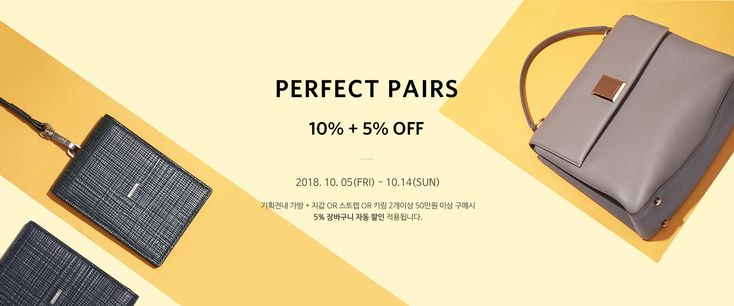 PERFECT PAIRS
10% + 5% OFF
2018. 10. 05(FRI) - 10.14(SUN)
기획전내 가방 + 지갑 OR 스트랩 OR 키링 2개이상 50만원 이상 구매시
5% 장바구니 자동 할인 적용됩니다.